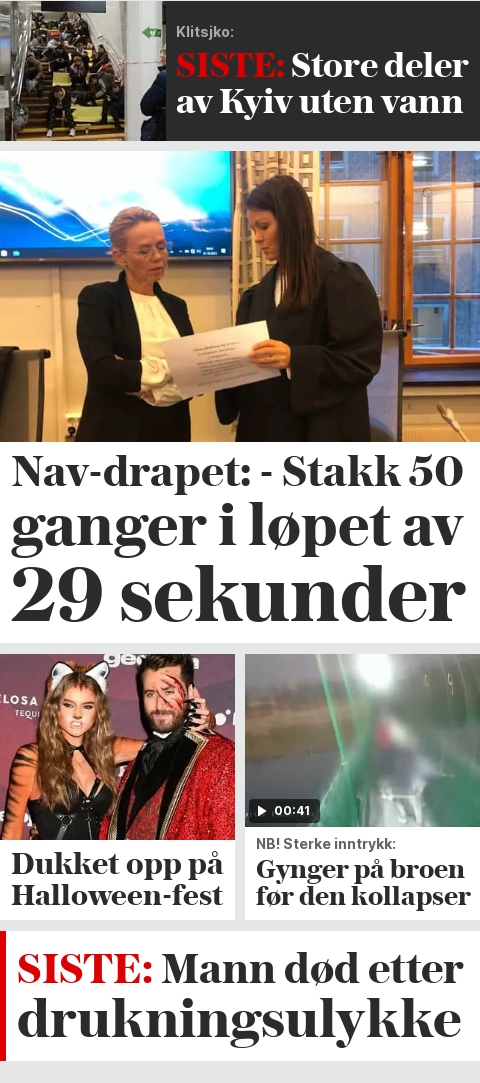 Klitsjko:
SISTE: Store deler
av Kyiv uten vann
Nav-drapet: - Stakk 50
ganger i løpet av
29 sekunder
Dukket opp på
Halloween-fest
00:41
NB! Sterke inntrykk:
Gynger på broen
før den kollapser
SISTE: Mann død etter
drukningsulykke